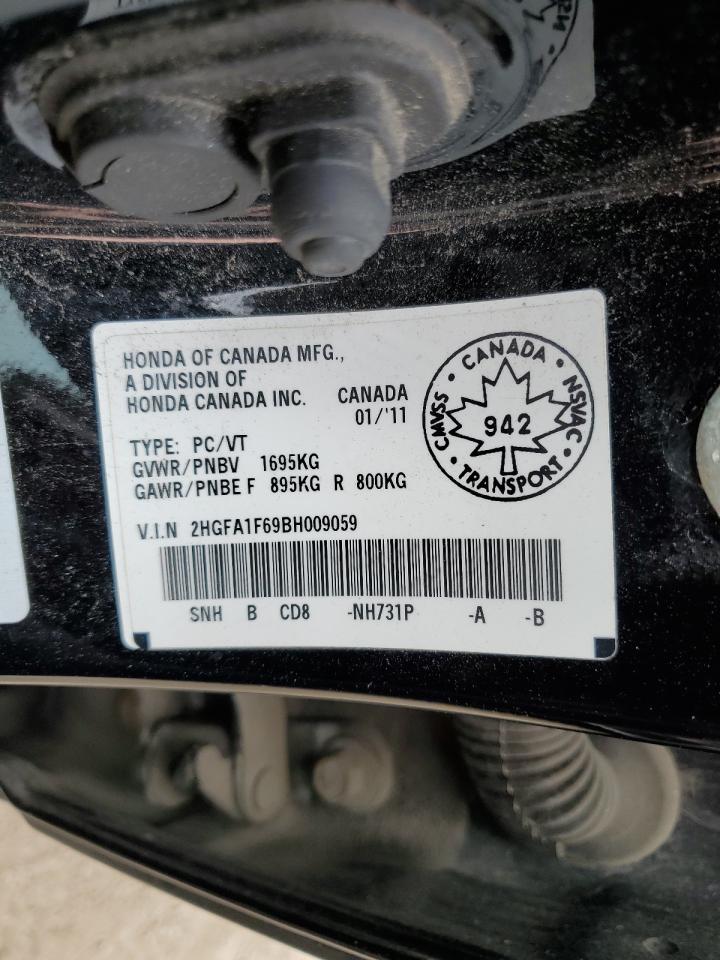 HONDA OF CANADA MFG.,
A DIVISION OF
HONDA CANADA INC.
CANADA
01/'11
TYPE: PC/VT
GVWR/PNBV 1695KG
GAWR/PNBE F 895KG R 800KG
V.I.N 2HGFA1F69BH009059
SNH B CD8 -NH731P -A -B
CANADA
CMVSS · NSVAC
942
TRANSPORT